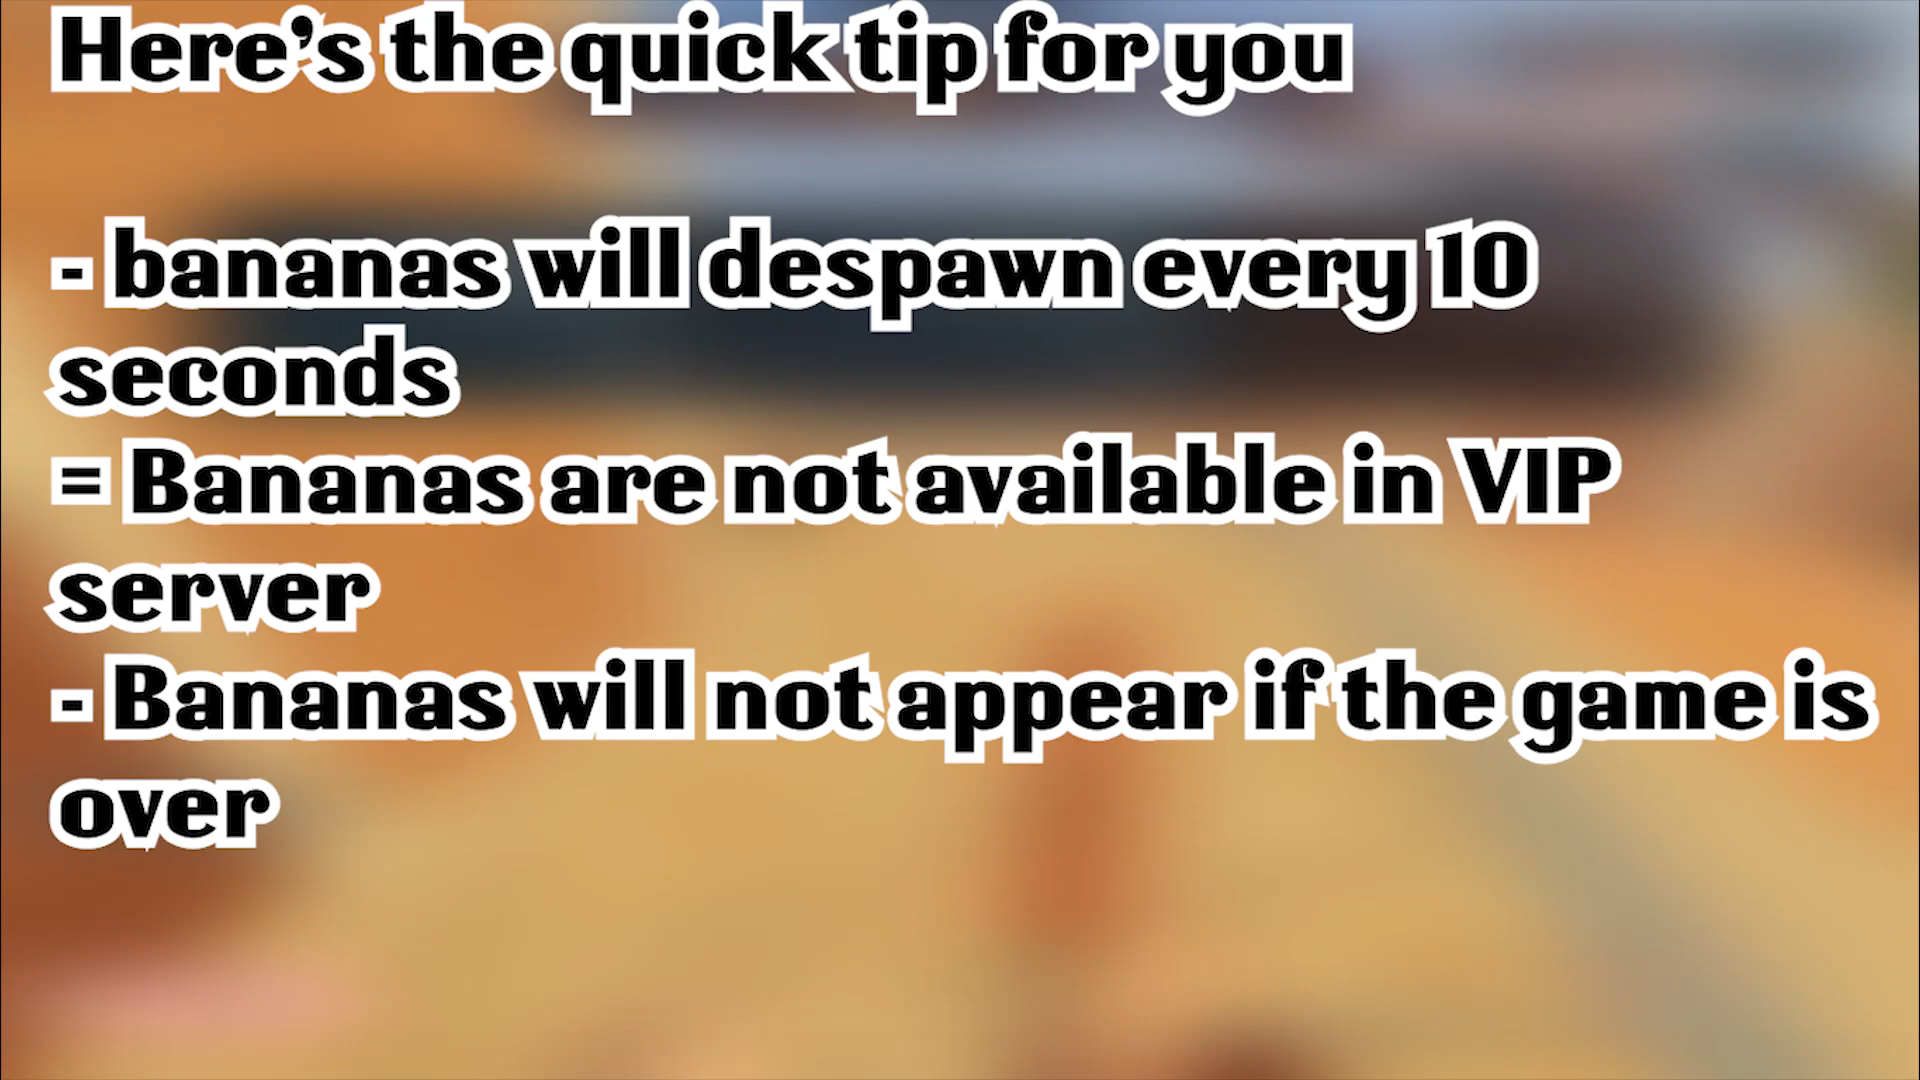 Here's the quick tip for you
- bananas will despawn every 10
seconds
= Bananas are not available in VIP
server
- Bananas will not appear if the game is
over